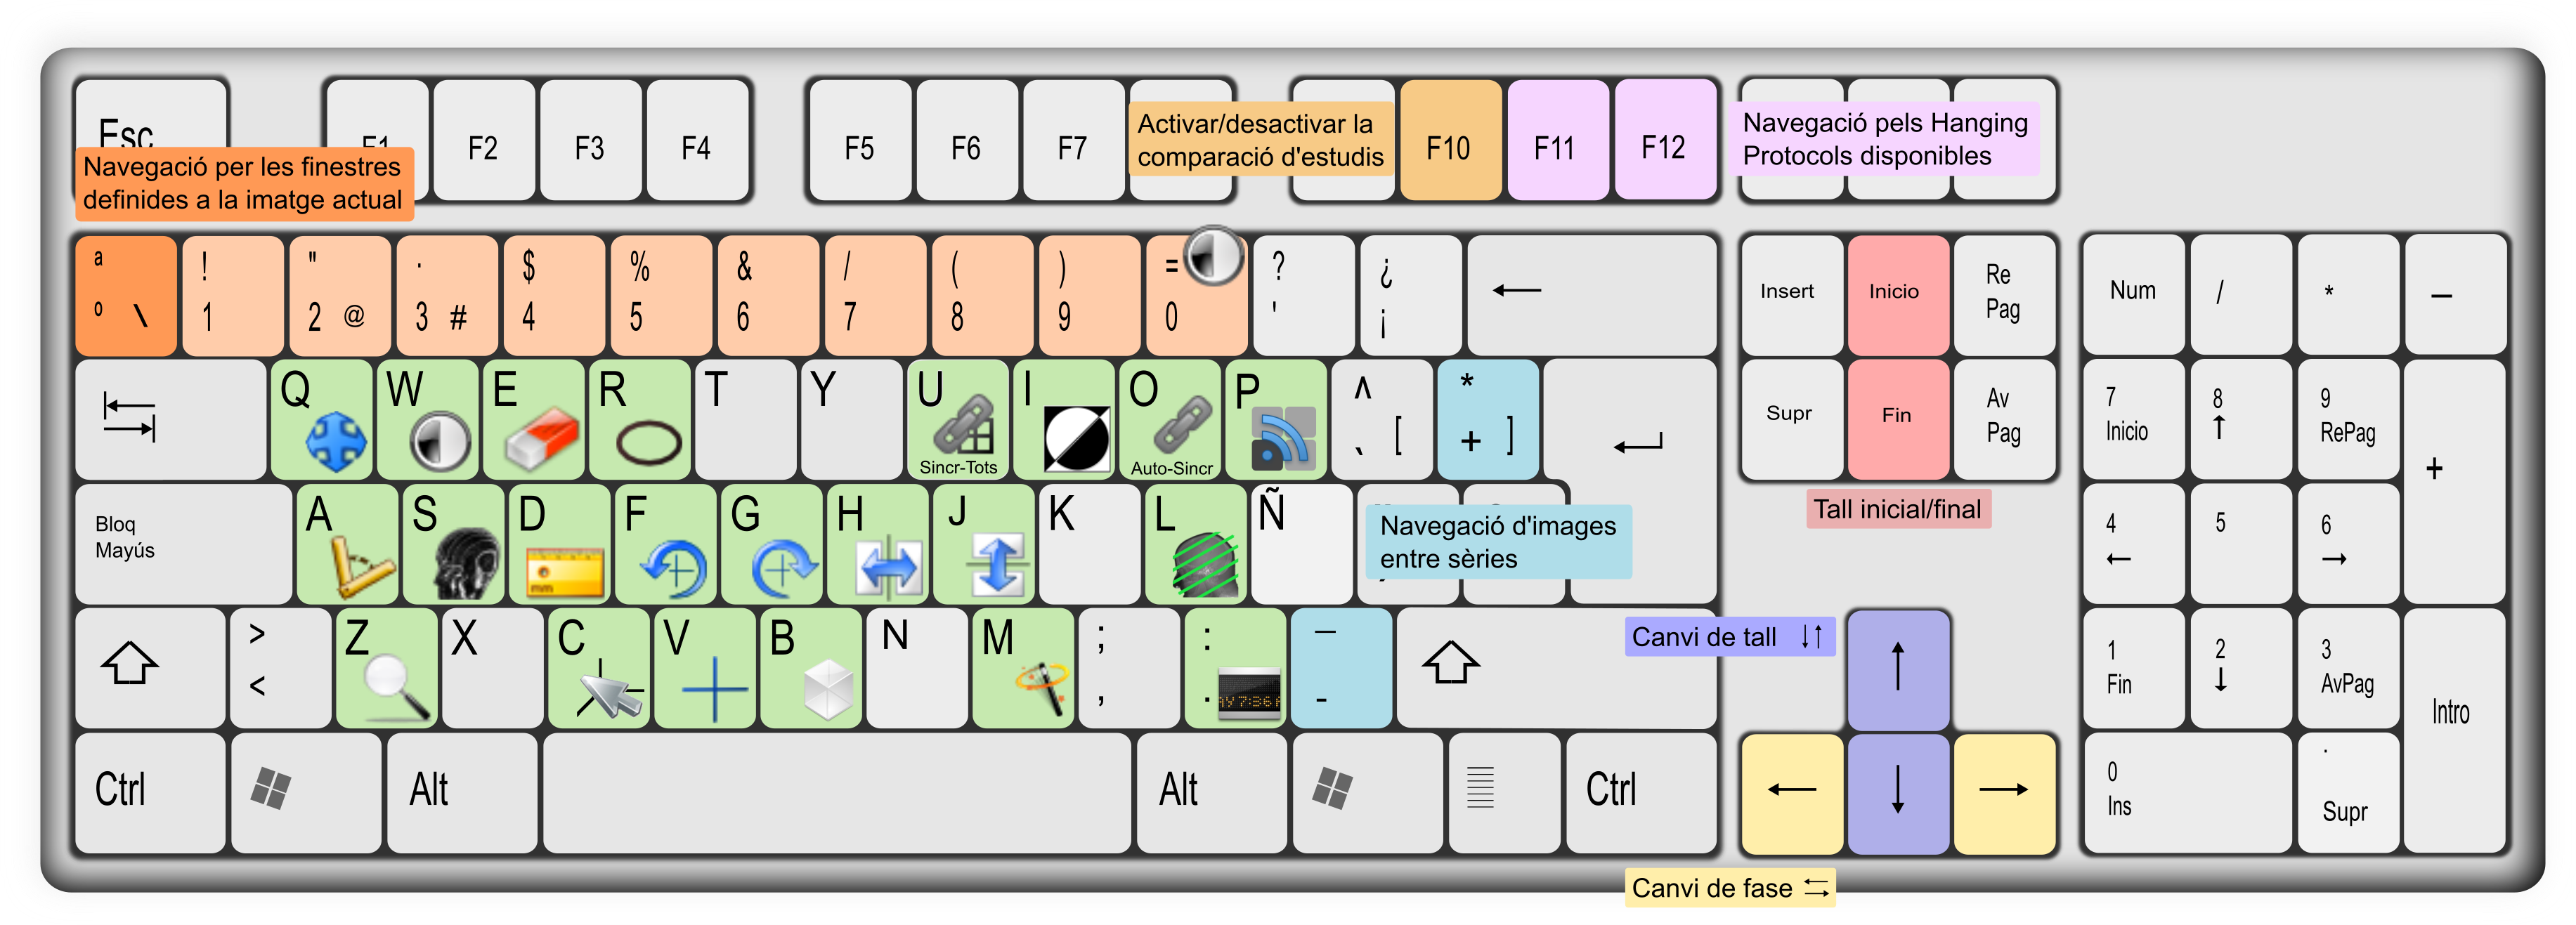 Esc
F1 F2 F3 F4
F5 F6 F7
Activar/desactivar la
comparació d'estudis
F10 F11 F12
Navegació pels Hanging
Protocols disponibles
Navegació per les finestres
definides a la imatge actual
ª ! " · $ % & / ( ) = ? ¿
º \ 1 2 @ 3 # 4 5 6 7 8 9 0 ' ¡ ←
Insert Inicio Re
Pag
Num / * –
Q W E R T Y U I O P ^ *
` [ + ]
Sincr-Tots Auto-Sincr
Supr Fin Av
Pag
7 8 9
Inicio ↑ RePag
+
Bloq
Mayús
A S D F G H J K L Ñ
mm
Navegació d'images
entre sèries
Tall inicial/final
4 5 6
← →
> Z X C V B N M ; : _
< , . -
Canvi de tall ↓↑
↑
1 2 3
Fin ↓ AvPag
Intro
Ctrl Alt Alt Ctrl
← ↓ →
0 .
Ins Supr
Canvi de fase ⇆